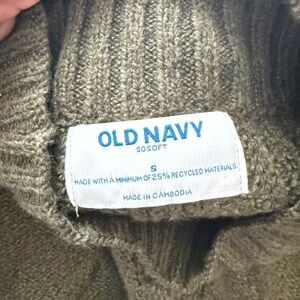 OLD NAVY
SOSOFT
S
MADE WITH A MINIMUM OF 25% RECYCLED MATERIALS
MADE IN CAMBODIA